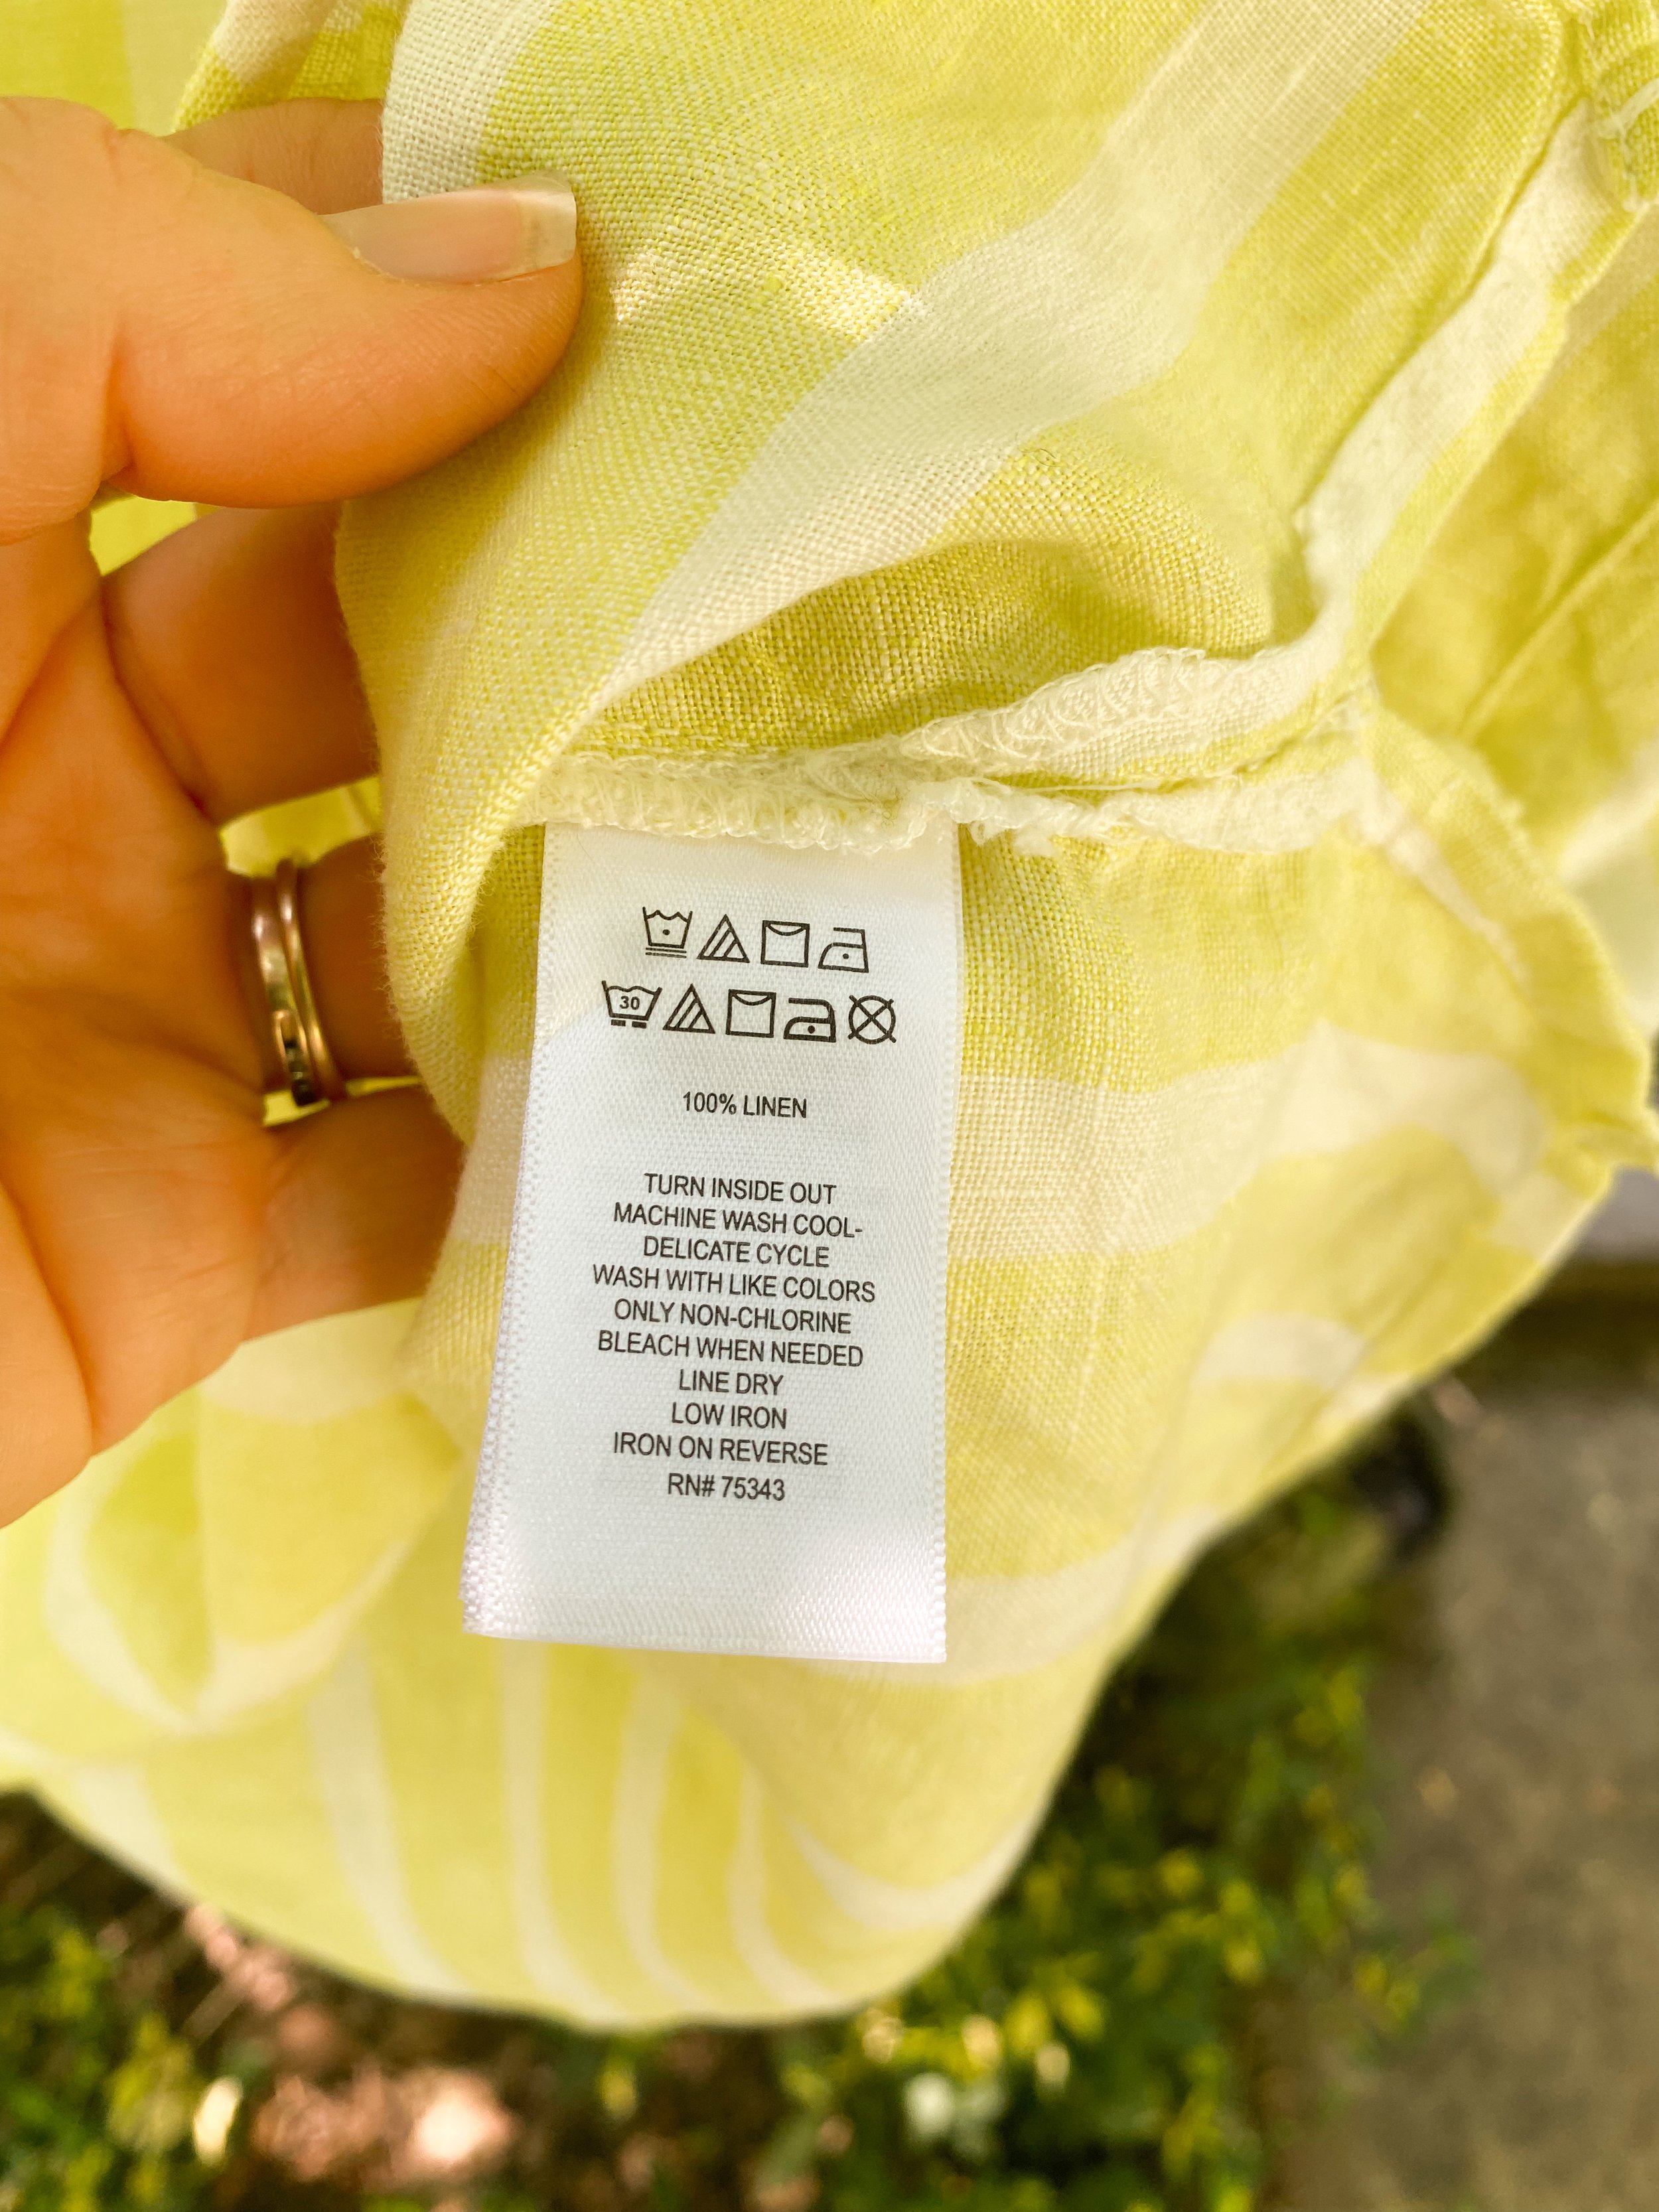 30
100% LINEN
TURN INSIDE OUT
MACHINE WASH COOL-
DELICATE CYCLE
WASH WITH LIKE COLORS
ONLY NON-CHLORINE
BLEACH WHEN NEEDED
LINE DRY
LOW IRON
IRON ON REVERSE
RN# 75343